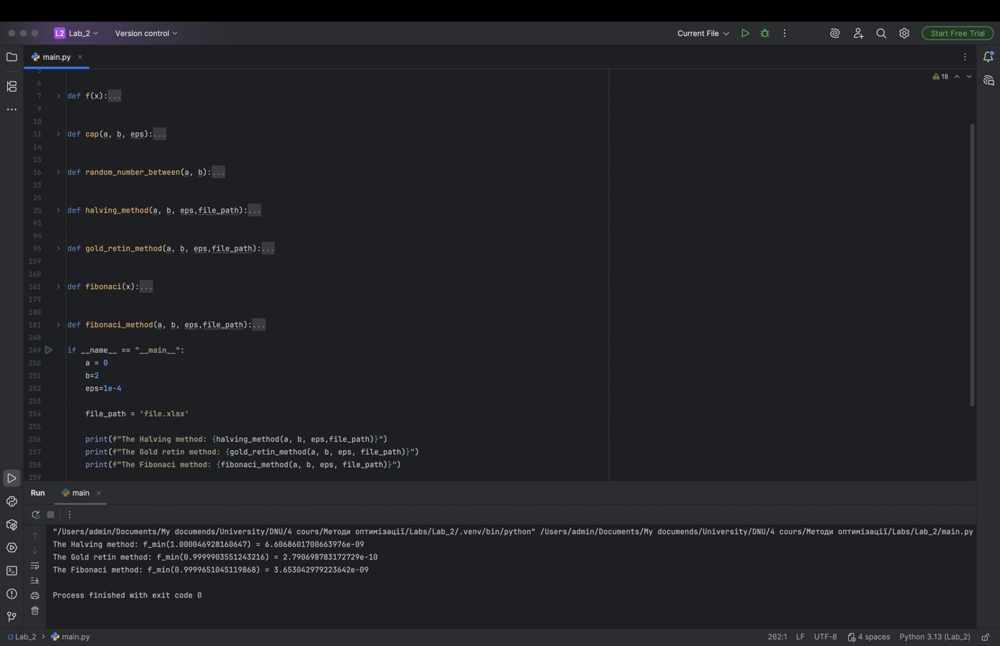 L2 Lab_2 Version control Current File Start Free Trial
main.py
18
5
6
7 def f(x):...
9
10
11 def cap(a, b, eps):...
14
15
16 def random_number_between(a, b):...
23
24
25 def halving_method(a, b, eps,file_path):...
93
94
95 def gold_retin_method(a, b, eps,file_path):...
159
160
161 def fibonaci(x):...
179
180
181 def fibonaci_method(a, b, eps,file_path):...
248
249 if __name__ == "__main__":
250 a = 0
251 b=2
252 eps=1e-4
253
254 file_path = 'file.xlsx'
255
256 print(f"The Halving method: {halving_method(a, b, eps,file_path)}")
257 print(f"The Gold retin method: {gold_retin_method(a, b, eps, file_path)}")
258 print(f"The Fibonaci method: {fibonaci_method(a, b, eps, file_path)}")
259
Run main
"/Users/admin/Documents/My documends/University/DNU/4 cours/Методи оптимізації/Labs/Lab_2/.venv/bin/python" /Users/admin/Documents/My documends/University/DNU/4 cours/Методи оптимізації/Labs/Lab_2/main.py
The Halving method: f_min(1.000046928160647) = 6.6068601700663976e-09
The Gold retin method: f_min(0.9999903551243216) = 2.790698783172729e-10
The Fibonaci method: f_min(0.9999651045119868) = 3.653042979223642e-09
Process finished with exit code 0
Lab_2 > main.py 262:1 LF UTF-8 4 spaces Python 3.13 (Lab_2)